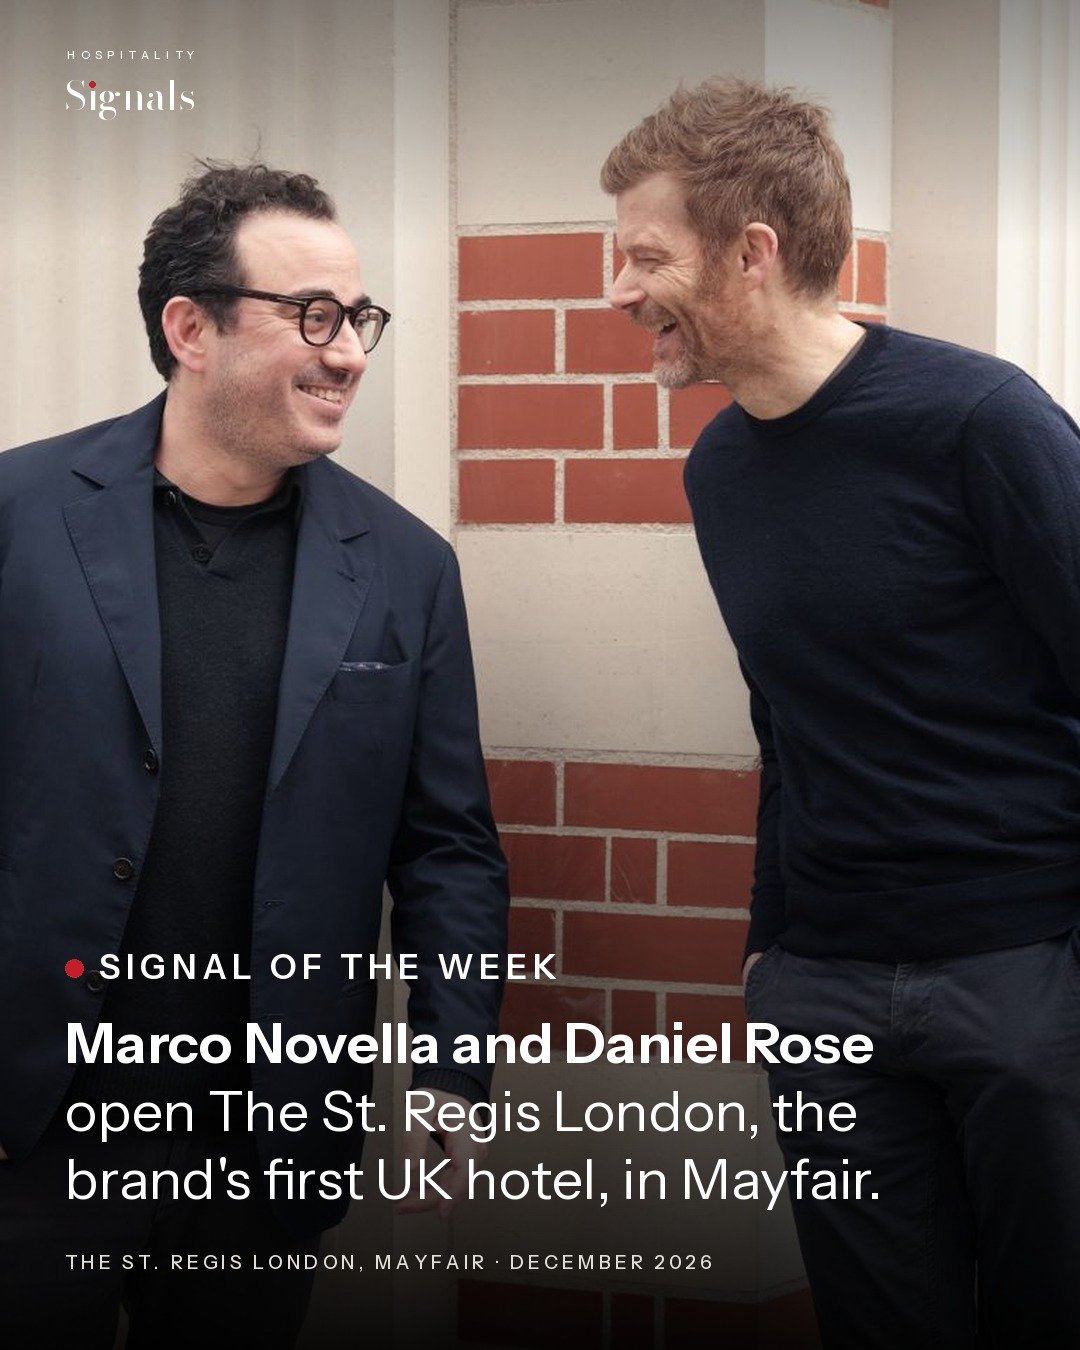 HOSPITALITY
Signals
SIGNAL OF THE WEEK
Marco Novella and Daniel Rose
open The St. Regis London, the
brand's first UK hotel, in Mayfair.
THE ST. REGIS LONDON, MAYFAIR · DECEMBER 2026